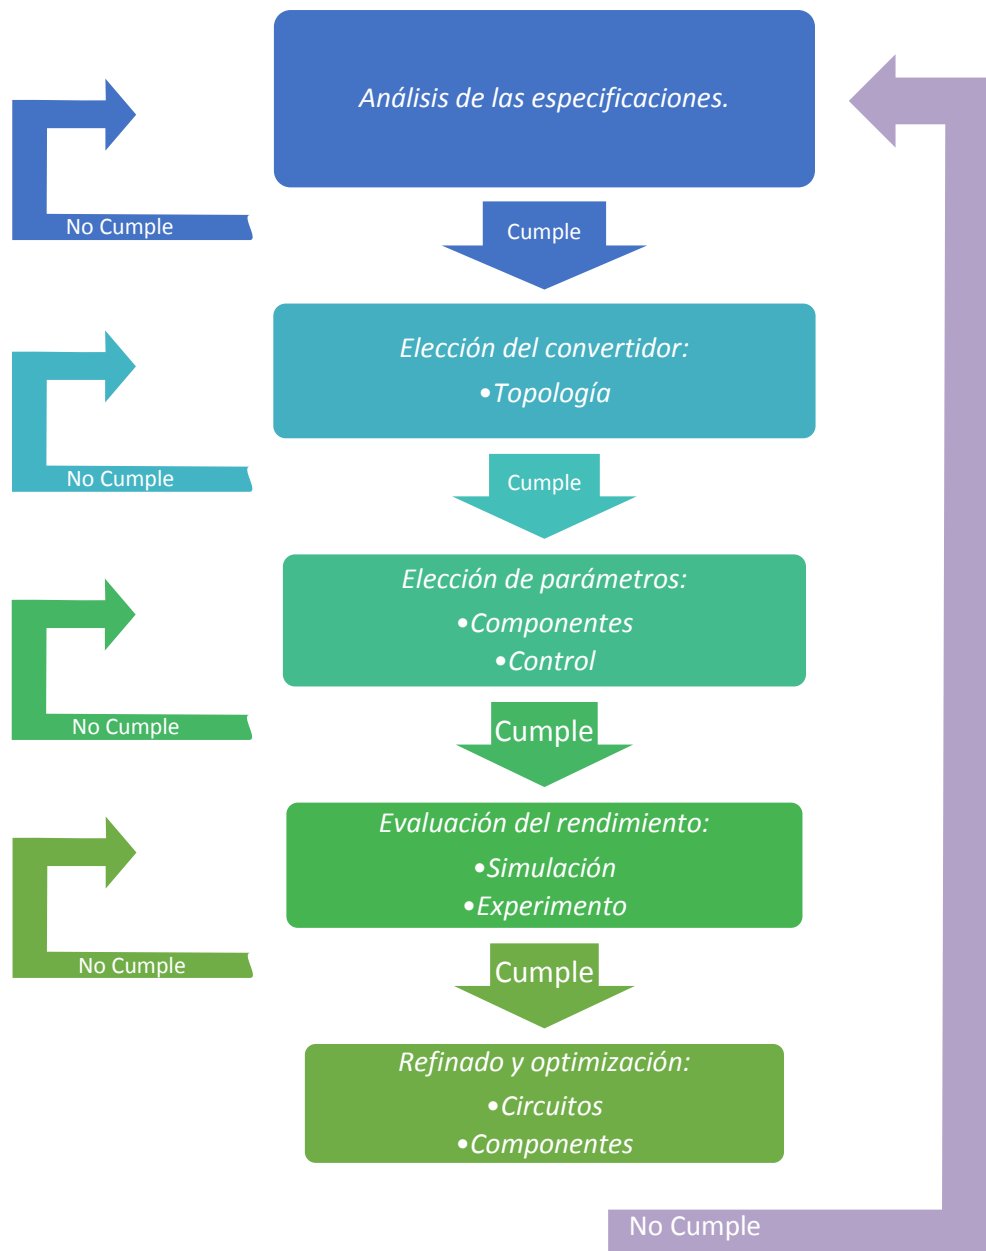 Análisis de las especificaciones.
No Cumple
Cumple
Elección del convertidor:
•Topología
No Cumple
Cumple
Elección de parámetros:
•Componentes
•Control
No Cumple
Cumple
Evaluación del rendimiento:
•Simulación
•Experimento
No Cumple
Cumple
Refinado y optimización:
•Circuitos
•Componentes
No Cumple